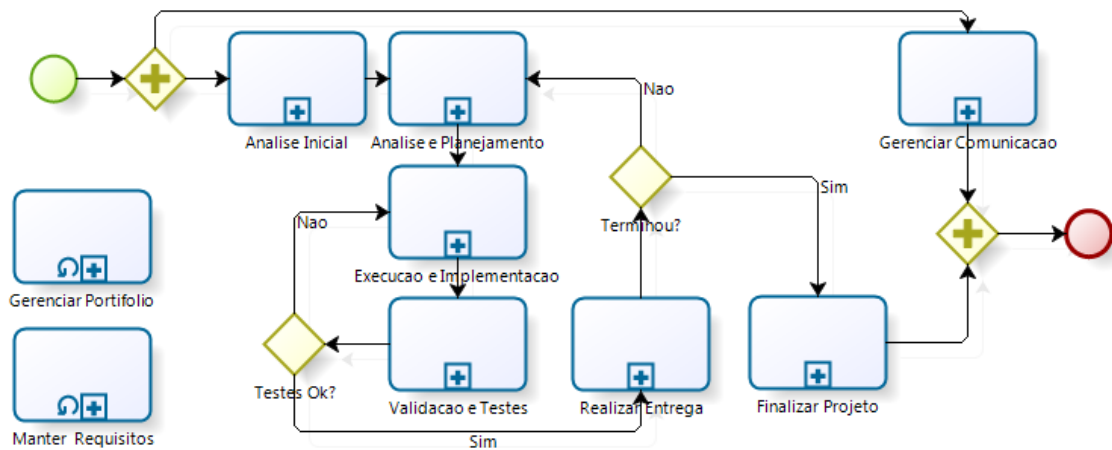 Nao
Analise Inicial
Analise e Planejamento
Gerenciar Comunicacao
Sim
Nao
Terminou?
Execucao e Implementacao
Gerenciar Portifolio
Testes Ok?
Validacao e Testes
Realizar Entrega
Finalizar Projeto
Manter Requisitos
Sim